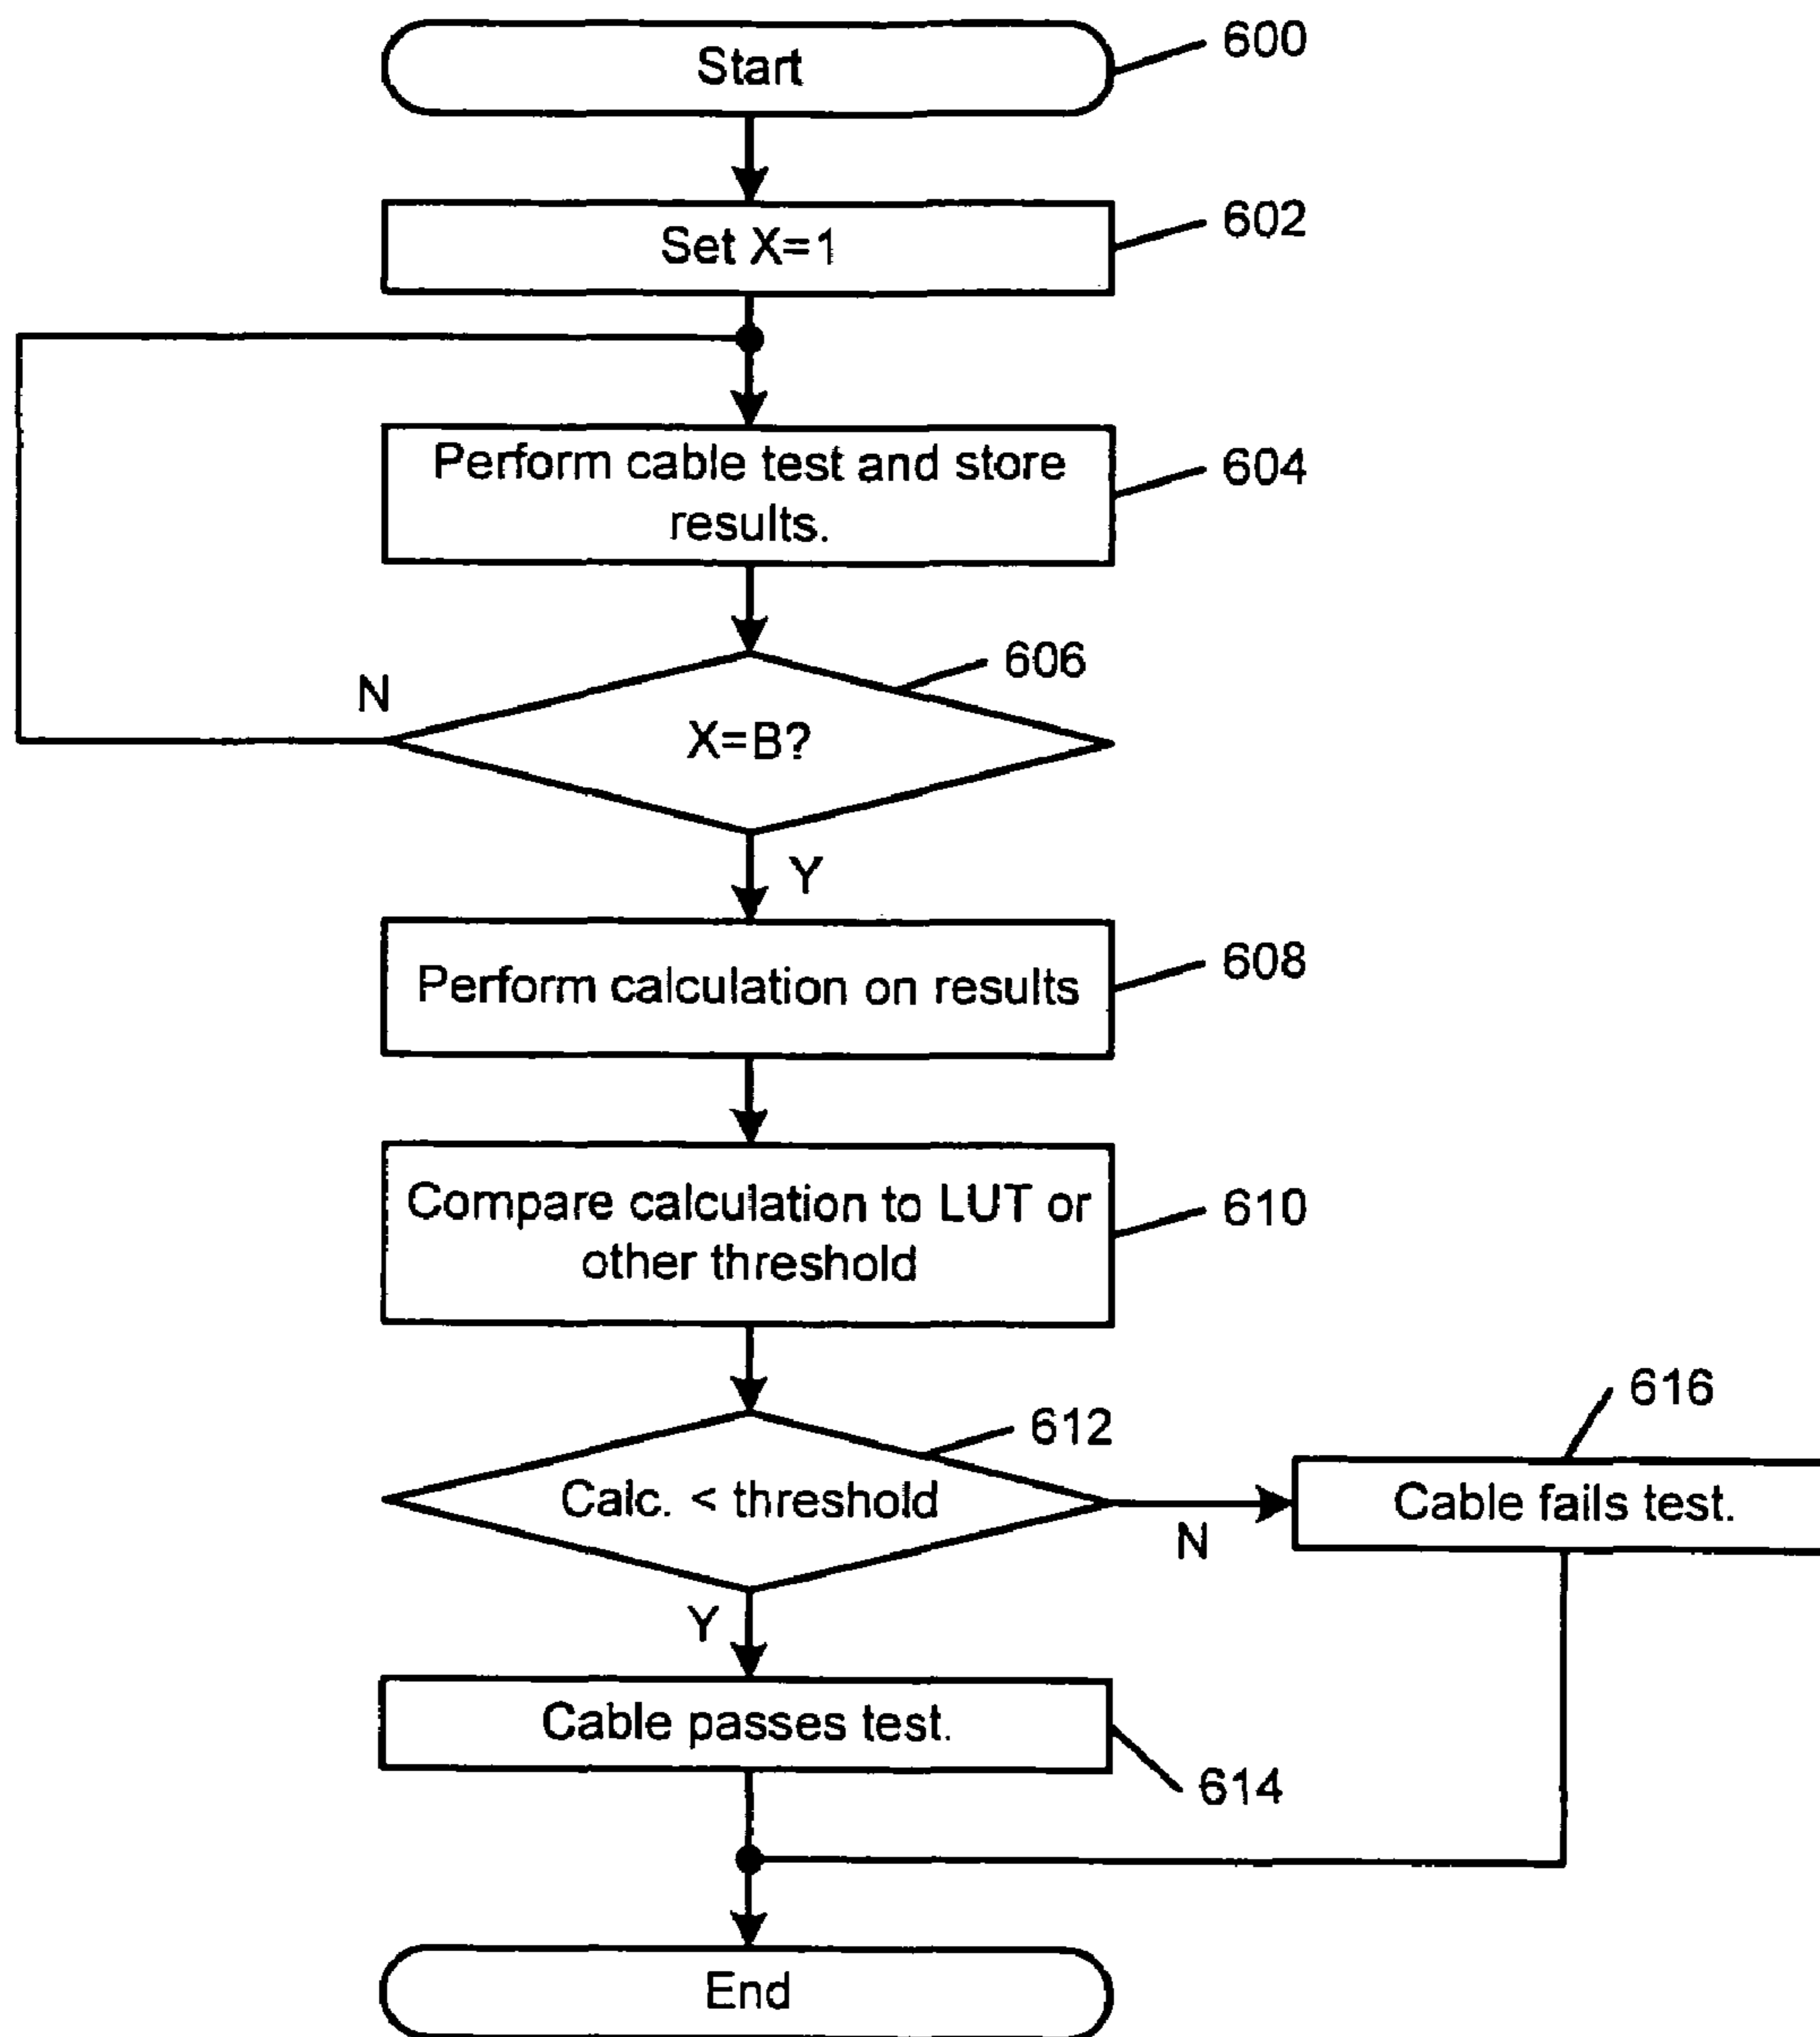 Start
600
Set X=1
602
Perform cable test and store
results.
604
606
N
X=B?
Y
Perform calculation on results
608
Compare calculation to LUT or
other threshold
610
612
616
Calc. < threshold
N
Cable fails test.
Y
Cable passes test.
614
End